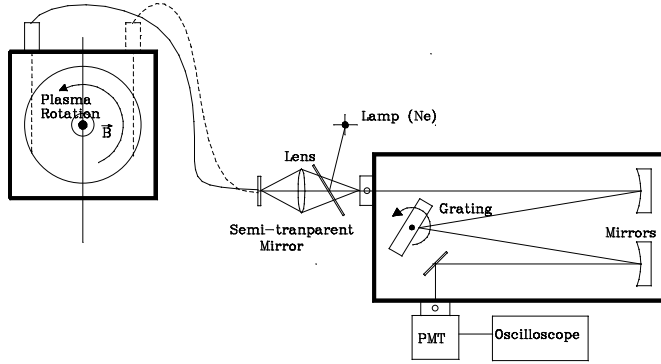 Plasma
Rotation
B
Lamp (Ne)
Lens
Semi-tranparent
Mirror
Grating
Mirrors
PMT
Oscilloscope